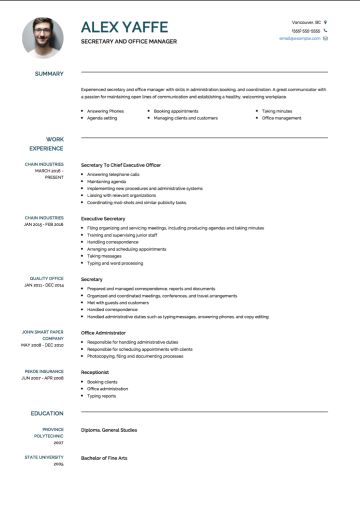 ALEX YAFFE
SECRETARY AND OFFICE MANAGER
Vancouver, BC
(555) 555-5555
email@example.com
SUMMARY
Experienced secretary and office manager with skills in administration booking, and coordination. A great communicator with
a passion for maintaining open lines of communication and establishing a healthy, welcoming workplace.
Answering Phones
Booking appointments
Taking minutes
Agenda setting
Managing clients and customers
Office management
WORK
EXPERIENCE
CHAIN INDUSTRIES
MARCH 2016 -
PRESENT
Secretary To Chief Executive Officer
Answering telephone calls
Maintaining agenda
Implementing new procedures and administrative systems
Liaising with relevant organizations
Coordinating mail-shots and similar publicity tasks.
CHAIN INDUSTRIES
JAN 2015 - FEB 2016
Executive Secretary
Filing organizing and servicing meetings, including producing agendas and taking minutes
Training and supervising junior staff
Handling correspondence
Arranging and scheduling appointments
Taking messages
Typing and word processing
QUALITY OFFICE
JAN 2011 - DEC 2014
Secretary
Prepared and managed correspondence, reports and documents
Organized and coordinated meetings, conferences, and travel arrangements
Met with guests and customers
Handled correspondence
Handled administrative duties such as typing messages, answering phones, and copy editing.
JOHN SMART PAPER
COMPANY
MAY 2008 - DEC 2010
Office Administrator
Responsible for handling administrative duties
Responsible for scheduling appointments with clients
Photocopying, filing and documenting processes
PEKOE INSURANCE
JUN 2007 - APR 2008
Receptionist
Booking clients
Office administration
Typing reports
EDUCATION
PROVINCE
POLYTECHNIC
2007
Diploma, General Studies
STATE UNIVERSITY
2005
Bachelor of Fine Arts